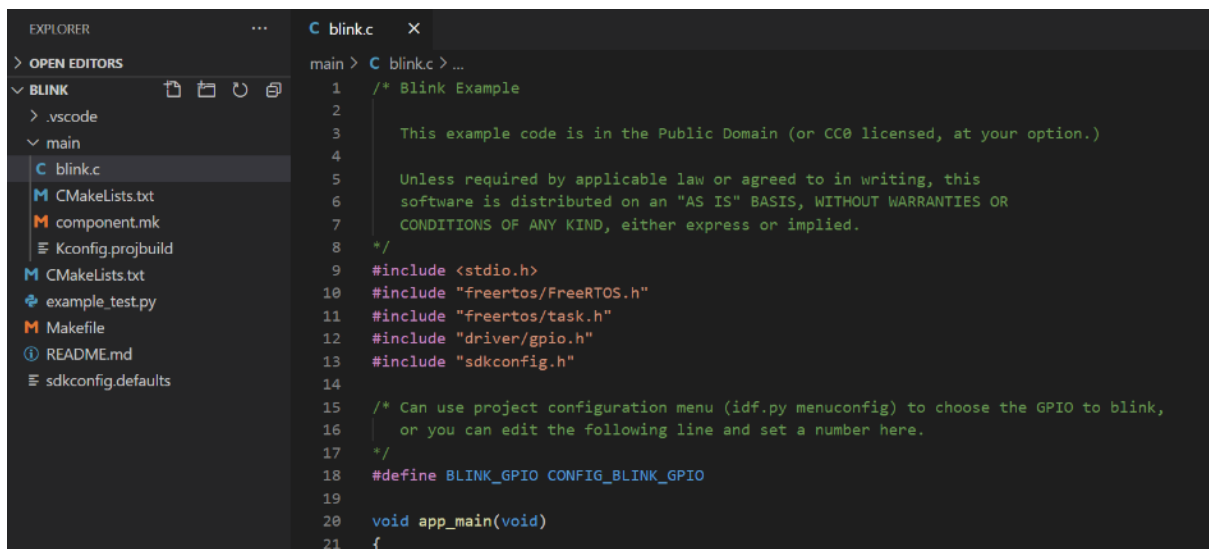 EXPLORER
OPEN EDITORS
BLINK
.vscode
main
C blink.c
M CMakeLists.txt
M component.mk
Kconfig.projbuild
M CMakeLists.txt
example_test.py
M Makefile
README.md
sdkconfig.defaults
C blink.c
main > C blink.c > ...
1 /* Blink Example
2
3 This example code is in the Public Domain (or CC0 licensed, at your option.)
4
5 Unless required by applicable law or agreed to in writing, this
6 software is distributed on an "AS IS" BASIS, WITHOUT WARRANTIES OR
7 CONDITIONS OF ANY KIND, either express or implied.
8 */
9 #include <stdio.h>
10 #include "freertos/FreeRTOS.h"
11 #include "freertos/task.h"
12 #include "driver/gpio.h"
13 #include "sdkconfig.h"
14
15 /* Can use project configuration menu (idf.py menuconfig) to choose the GPIO to blink,
16 or you can edit the following line and set a number here.
17 */
18 #define BLINK_GPIO CONFIG_BLINK_GPIO
19
20 void app_main(void)
21 {